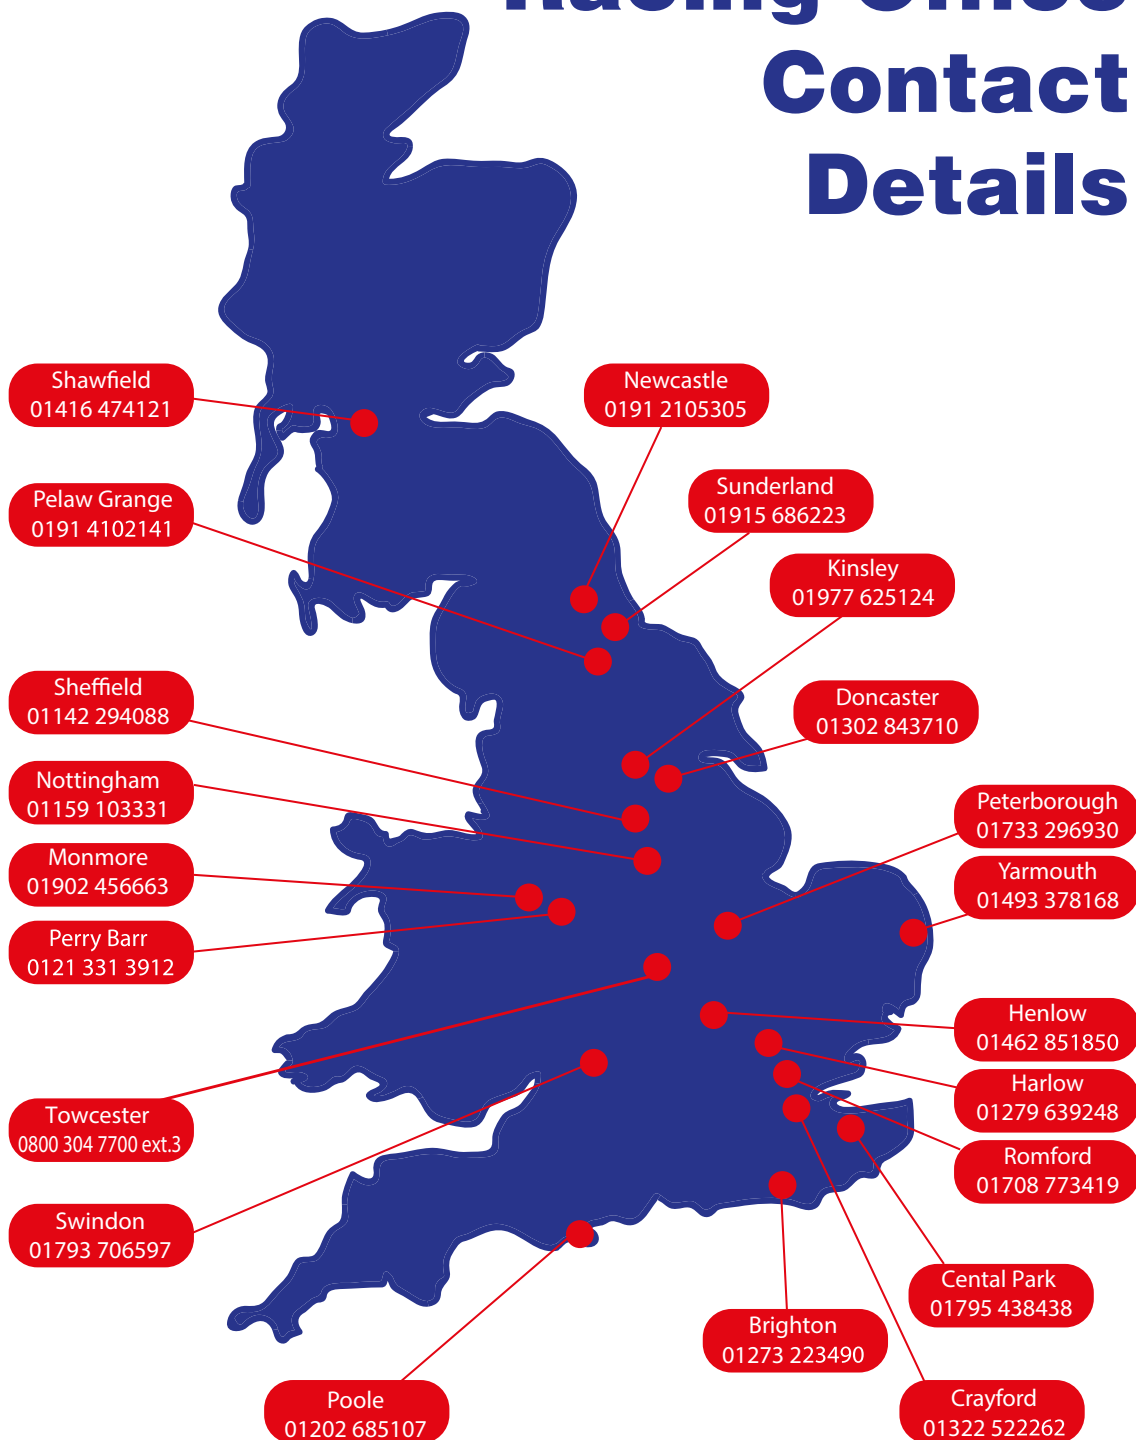 Racing Office
Contact
Details
Shawfield
01416 474121
Newcastle
0191 2105305
Pelaw Grange
0191 4102141
Sunderland
01915 686223
Kinsley
01977 625124
Sheffield
01142 294088
Doncaster
01302 843710
Nottingham
01159 103331
Peterborough
01733 296930
Monmore
01902 456663
Yarmouth
01493 378168
Perry Barr
0121 331 3912
Henlow
01462 851850
Harlow
01279 639248
Towcester
0800 304 7700 ext.3
Romford
01708 773419
Swindon
01793 706597
Cental Park
01795 438438
Brighton
01273 223490
Poole
01202 685107
Crayford
01322 522262